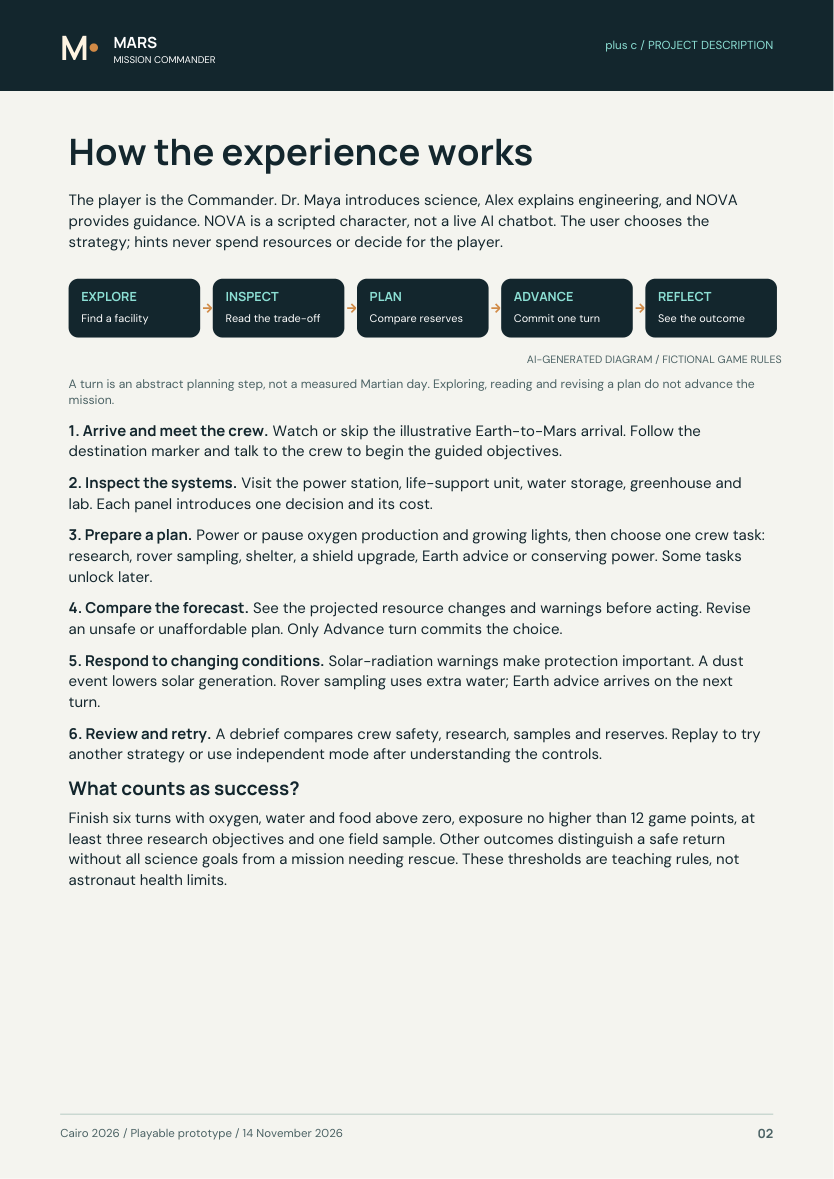 M•
MARS
MISSION COMMANDER
plus c / PROJECT DESCRIPTION
How the experience works
The player is the Commander. Dr. Maya introduces science, Alex explains engineering, and NOVA
provides guidance. NOVA is a scripted character, not a live AI chatbot. The user chooses the
strategy; hints never spend resources or decide for the player.
EXPLORE
Find a facility
→
INSPECT
Read the trade-off
→
PLAN
Compare reserves
→
ADVANCE
Commit one turn
→
REFLECT
See the outcome
AI-GENERATED DIAGRAM / FICTIONAL GAME RULES
A turn is an abstract planning step, not a measured Martian day. Exploring, reading and revising a plan do not advance the
mission.
1. Arrive and meet the crew. Watch or skip the illustrative Earth-to-Mars arrival. Follow the
destination marker and talk to the crew to begin the guided objectives.
2. Inspect the systems. Visit the power station, life-support unit, water storage, greenhouse and
lab. Each panel introduces one decision and its cost.
3. Prepare a plan. Power or pause oxygen production and growing lights, then choose one crew task:
research, rover sampling, shelter, a shield upgrade, Earth advice or conserving power. Some tasks
unlock later.
4. Compare the forecast. See the projected resource changes and warnings before acting. Revise
an unsafe or unaffordable plan. Only Advance turn commits the choice.
5. Respond to changing conditions. Solar-radiation warnings make protection important. A dust
event lowers solar generation. Rover sampling uses extra water; Earth advice arrives on the next
turn.
6. Review and retry. A debrief compares crew safety, research, samples and reserves. Replay to try
another strategy or use independent mode after understanding the controls.
What counts as success?
Finish six turns with oxygen, water and food above zero, exposure no higher than 12 game points, at
least three research objectives and one field sample. Other outcomes distinguish a safe return
without all science goals from a mission needing rescue. These thresholds are teaching rules, not
astronaut health limits.
Cairo 2026 / Playable prototype / 14 November 2026
02